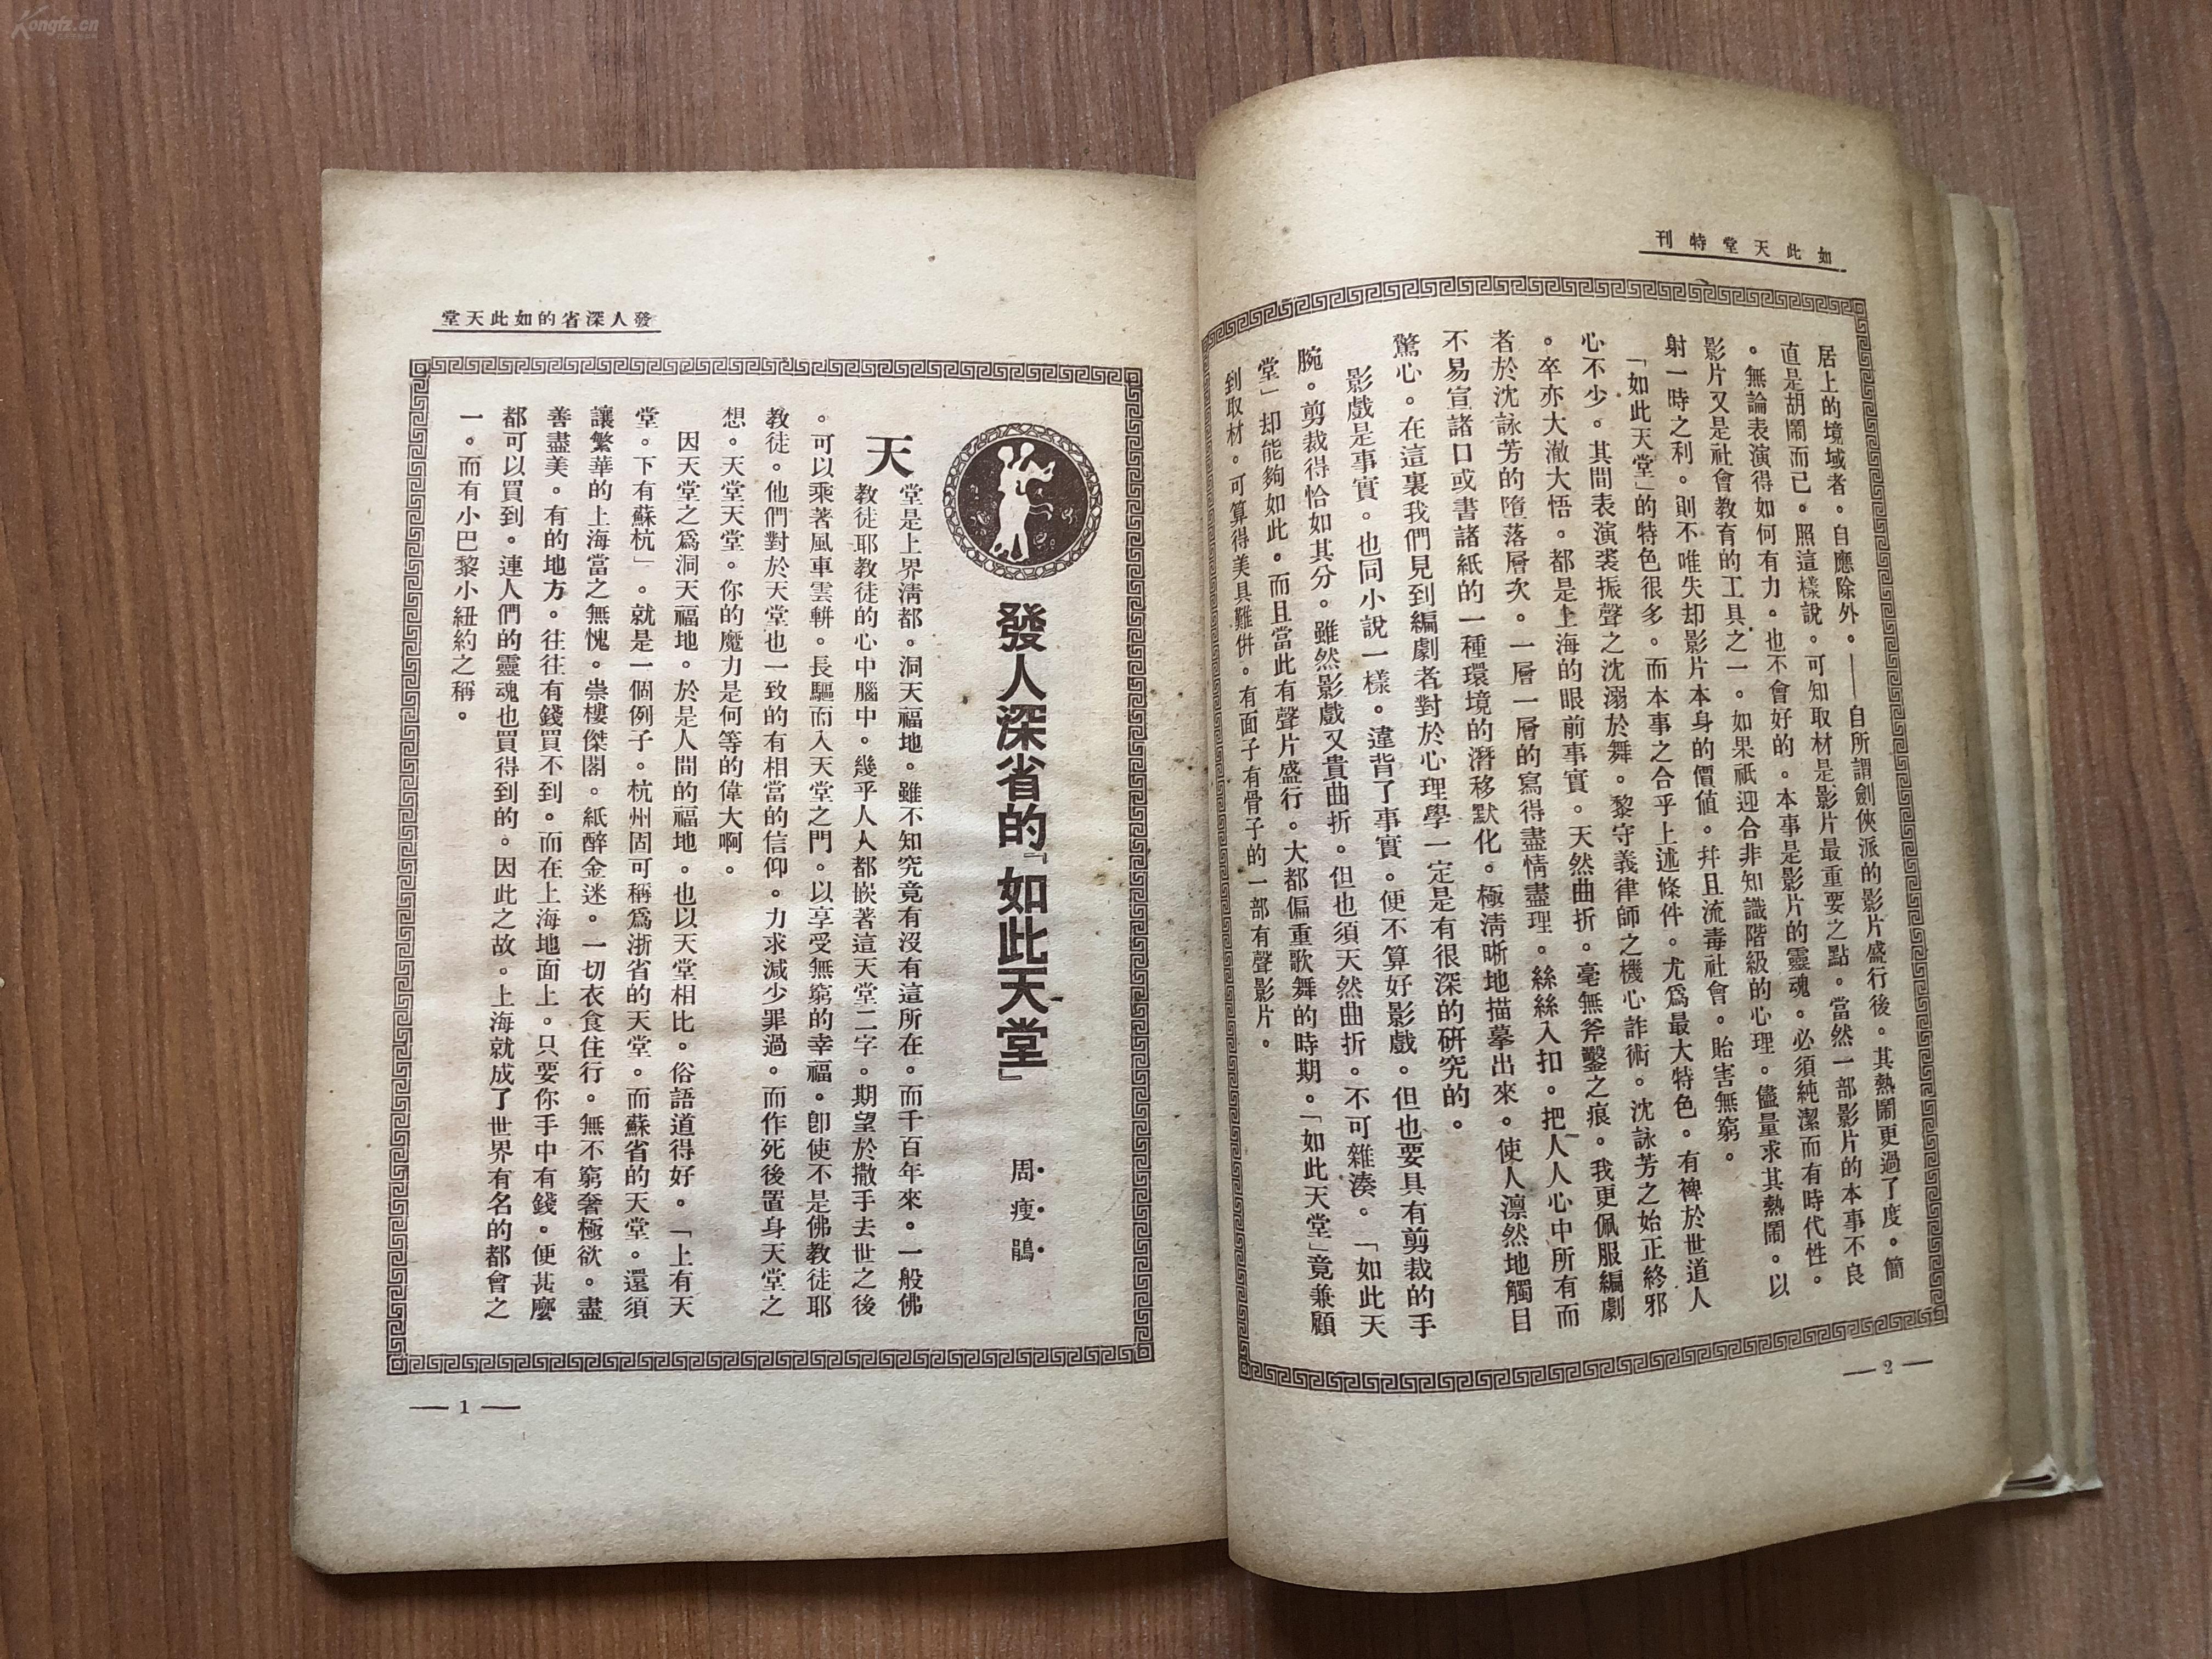 Kongfz.cn
如此天堂特刊
居上的境域者。自應除外。——自所謂劍俠派的影片盛行後。其熱鬧更過了度。簡
直是胡鬧而已。照這樣說。可知取材是影片最重要之點。當然一部影片的本事不良
。無論表演得如何有力。也不會好的。本事是影片的靈魂。必須純潔而有時代性。
影片又是社會教育的工具之一。如果祇迎合非知識階級的心理。儘量求其熱鬧。以
射一時之利。則不唯失却影片本身的價值。幷且流毒社會。貽害無窮。
「如此天堂」的特色很多。而本事之合乎上述條件。尤爲最大特色。有裨於世道人
心不少。其間表演裘振聲之沈溺於舞。黎守義律師之機心詐術。沈詠芳之始正終邪
。卒亦大澈大悟。都是上海的眼前事實。天然曲折。毫無斧鑿之痕。我更佩服編劇
者於沈詠芳的墮落層次。一層一層的寫得盡情盡理。絲絲入扣。把人人心中所有而
不易宣諸口或書諸紙的一種環境的潛移默化。極淸晰地描摹出來。使人凛然地觸目
驚心。在這裏我們見到編劇者對於心理學一定是有很深的硏究的。
影戲是事實。也同小說一樣。違背了事實。便不算好影戲。但也要具有剪裁的手
腕。剪裁得恰如其分。雖然影戲又貴曲折。但也須天然曲折。不可雜湊。「如此天
堂」却能夠如此。而且當此有聲片盛行。大都偏重歌舞的時期。「如此天堂」竟兼顧
到取材。可算得美具難倂。有面子有骨子的一部有聲影片。
— 2 —
發人深省的如此天堂
發人深省的『如此天堂』
周瘦鵑
天堂是上界淸都。洞天福地。雖不知究竟有沒有這所在。而千百年來。一般佛
教徒耶教徒的心中腦中。幾乎人人都嵌著這天堂二字。期望於撒手去世之後
。可以乘著風車雲軿。長驅而入天堂之門。以享受無窮的幸福。卽使不是佛教徒耶
教徒。他們對於天堂也一致的有相當的信仰。力求減少罪過。而作死後置身天堂之
想。天堂天堂。你的魔力是何等的偉大啊。
因天堂之爲洞天福地。於是人間的福地。也以天堂相比。俗語道得好。「上有天
堂。下有蘇杭」。就是一個例子。杭州固可稱爲浙省的天堂。而蘇省的天堂。還須
讓繁華的上海當之無愧。崇樓傑閣。紙醉金迷。一切衣食住行。無不窮奢極欲。盡
善盡美。有的地方。往往有錢買不到。而在上海地面上。只要你手中有錢。便甚麼
都可以買到。連人們的靈魂也買得到的。因此之故。上海就成了世界有名的都會之
一。而有小巴黎小紐約之稱。
— 1 —